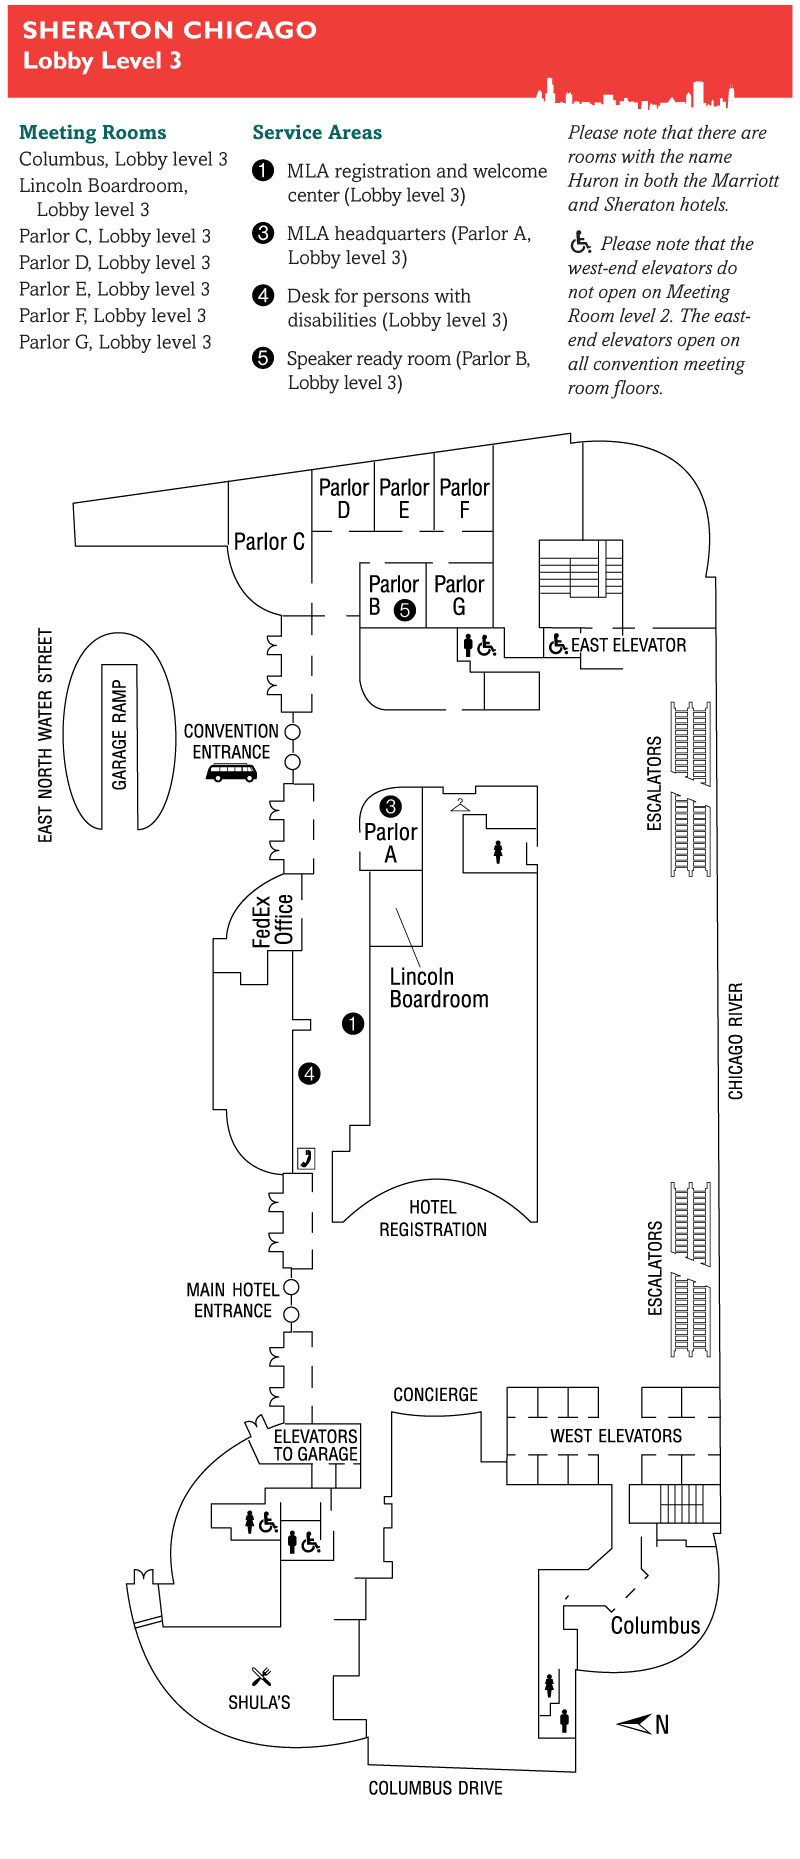 SHERATON CHICAGO
Lobby Level 3
Meeting Rooms
Columbus, Lobby level 3
Lincoln Boardroom,
Lobby level 3
Parlor C, Lobby level 3
Parlor D, Lobby level 3
Parlor E, Lobby level 3
Parlor F, Lobby level 3
Parlor G, Lobby level 3
Service Areas
1 MLA registration and welcome
center (Lobby level 3)
3 MLA headquarters (Parlor A,
Lobby level 3)
4 Desk for persons with
disabilities (Lobby level 3)
5 Speaker ready room (Parlor B,
Lobby level 3)
Please note that there are
rooms with the name
Huron in both the Marriott
and Sheraton hotels.
Please note that the
west-end elevators do
not open on Meeting
Room level 2. The east-
end elevators open on
all convention meeting
room floors.
Parlor
D
Parlor
E
Parlor
F
Parlor C
Parlor
B 5
Parlor
G
EAST ELEVATOR
EAST NORTH WATER STREET
GARAGE RAMP
CONVENTION
ENTRANCE
ESCALATORS
3
Parlor
A
FedEx
Office
Lincoln
Boardroom
1
4
CHICAGO RIVER
HOTEL
REGISTRATION
MAIN HOTEL
ENTRANCE
ESCALATORS
CONCIERGE
ELEVATORS
TO GARAGE
WEST ELEVATORS
Columbus
SHULA'S
N
COLUMBUS DRIVE